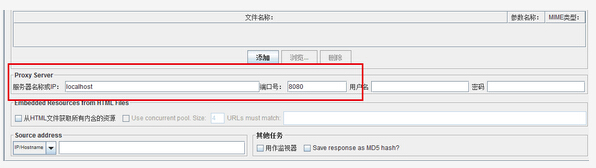 文件名称: 参数名称: MIME类型:
添加 浏览... 删除
Proxy Server
服务器名称或IP: localhost 端口号: 8080 用户名 密码
Embedded Resources from HTML Files
从HTML文件获取所有内含的资源 Use concurrent pool. Size: URLs must match:
Source address 其他任务
IP/Hostname 用作监视器 Save response as MD5 hash?